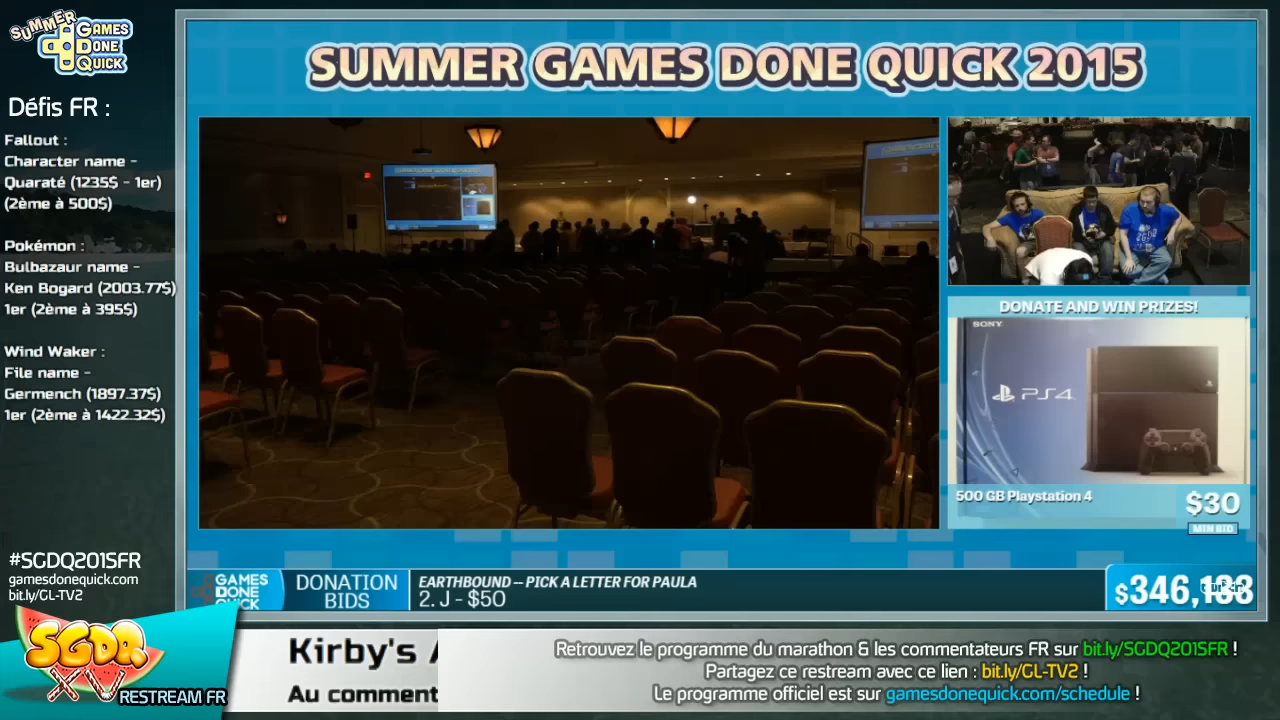 SUMMER
GAMES
DONE
QUICK
Défis FR :
Fallout :
Character name -
Quaraté (1235$ - 1er)
(2ème à 500$)
Pokémon :
Bulbazaur name -
Ken Bogard (2003.77$)
1er (2ème à 395$)
Wind Waker :
File name -
Germench (1897.37$)
1er (2ème à 1422.32$)
#SGDQ2015FR
gamesdonequick.com
bit.ly/GL-TV2
SGDQ
XV
RESTREAM FR
SUMMER GAMES DONE QUICK 2015
DONATE AND WIN PRIZES!
SONY
PS4
500 GB Playstation 4
$30
MIN BID
GAMES
DONE
QUICK
DONATION
BIDS
EARTHBOUND -- PICK A LETTER FOR PAULA
2. J - $50
$346,188
Kirby's A
Au comment
Retrouvez le programme du marathon & les commentateurs FR sur bit.ly/SGDQ2015FR !
Partagez ce restream avec ce lien : bit.ly/GL-TV2 !
Le programme officiel est sur gamesdonequick.com/schedule !